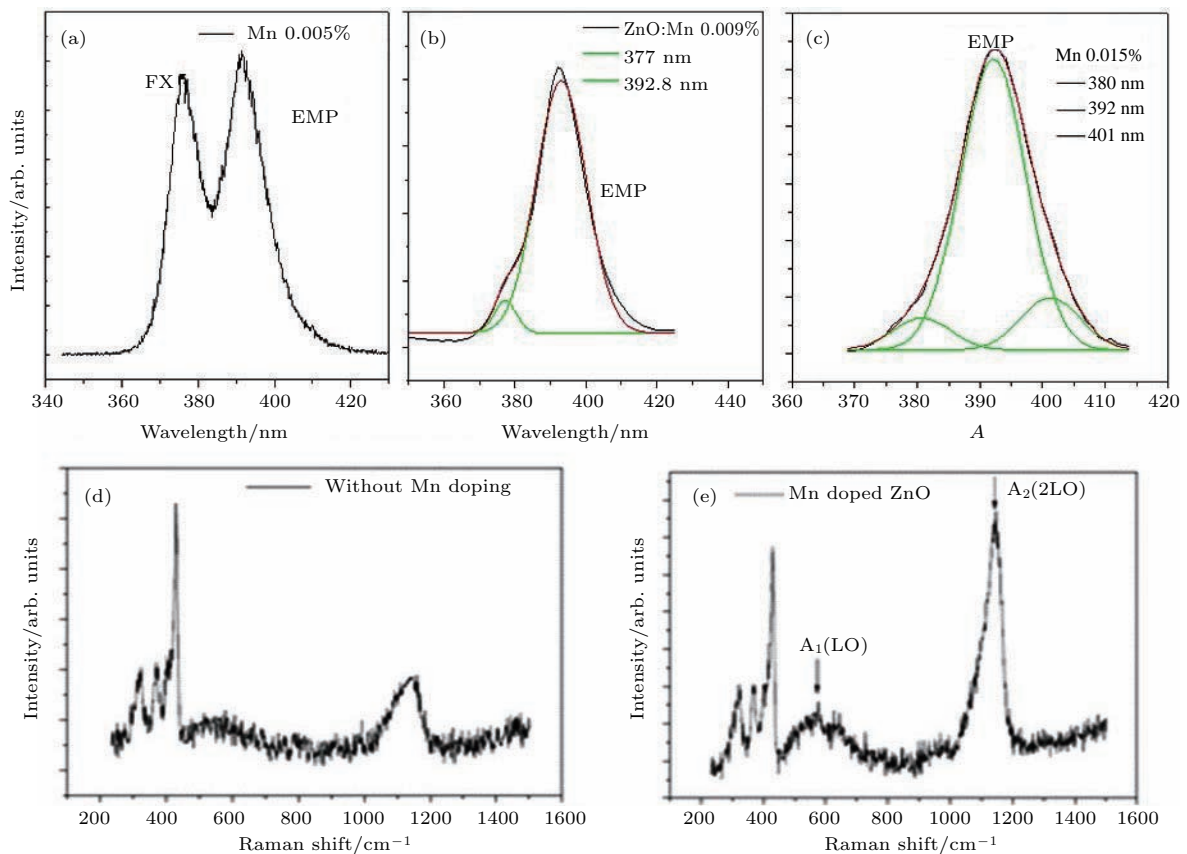 (a)
Mn 0.005%
FX
EMP
Intensity/arb. units
340 360 380 400 420
Wavelength/nm
(b)
ZnO:Mn 0.009%
377 nm
392.8 nm
EMP
360 380 400 420 440
Wavelength/nm
(c)
EMP
Mn 0.015%
380 nm
392 nm
401 nm
360 370 380 390 400 410 420
A
(d)
Without Mn doping
Intensity/arb. units
200 400 600 800 1000 1200 1400 1600
Raman shift/cm⁻¹
(e)
Mn doped ZnO
A₂(2LO)
A₁(LO)
Intensity/arb. units
200 400 600 800 1000 1200 1400 1600
Raman shift/cm⁻¹